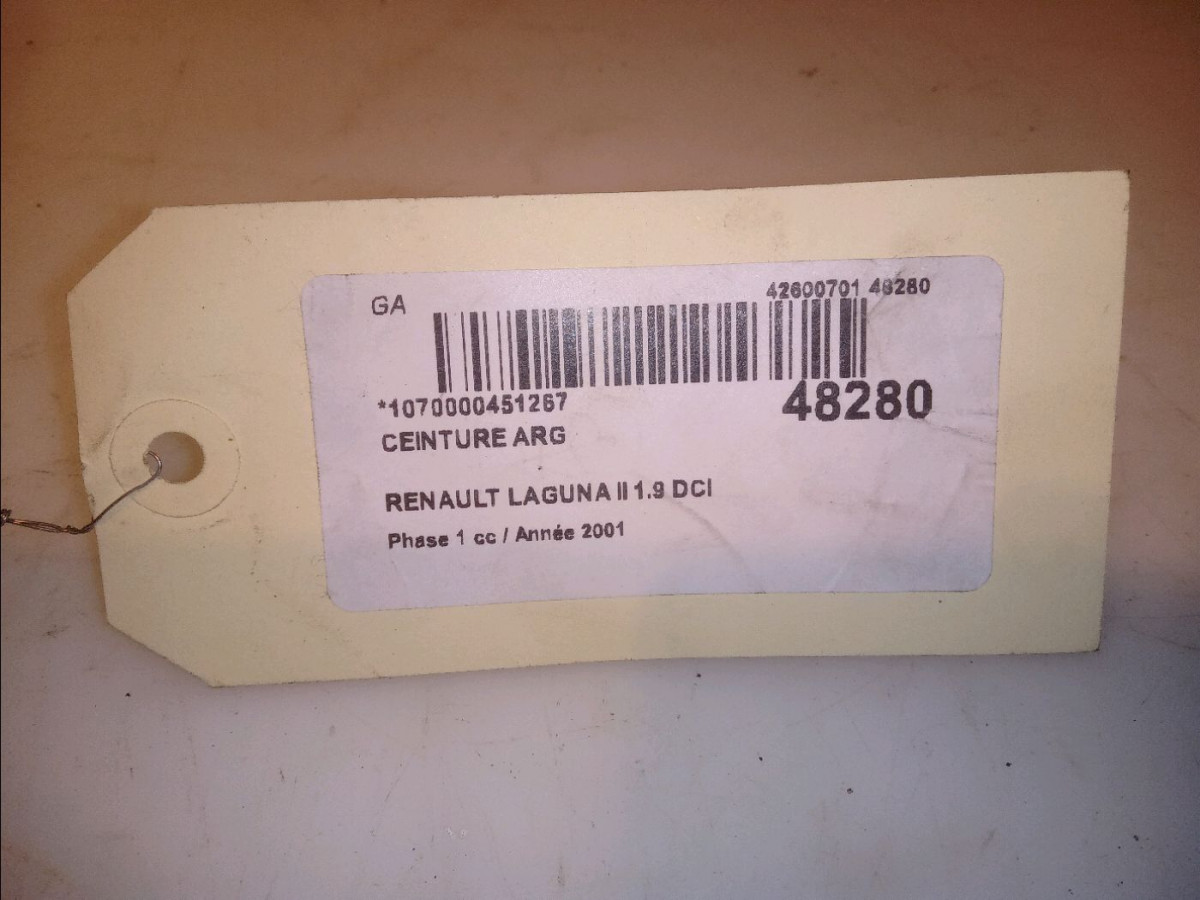 GA
42600701 48280
*1070000451267
48280
CEINTURE ARG
RENAULT LAGUNA II 1.9 DCI
Phase 1 cc / Année 2001